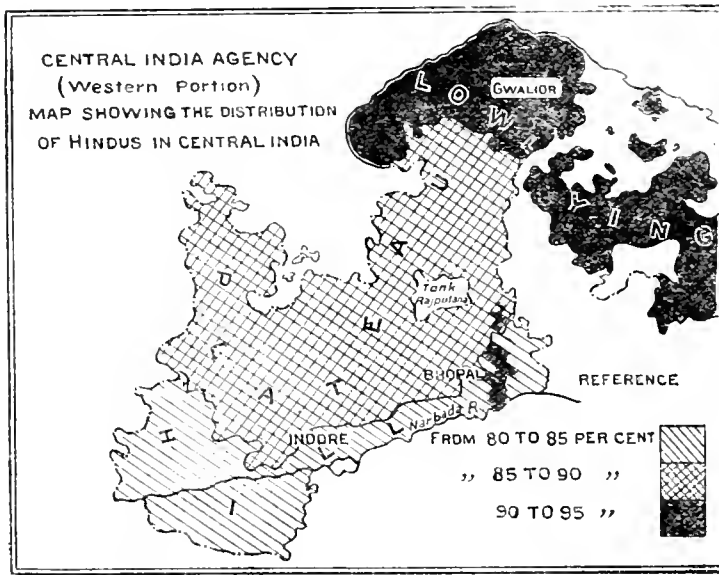 CENTRAL INDIA AGENCY
(Western Portion)
MAP SHOWING THE DISTRIBUTION
OF HINDUS IN CENTRAL INDIA
GWALIOR
LOW LYING
PLATEAU
Tonk
Rajputana
BHOPAL
INDORE
Narbada R.
HILLY
REFERENCE
FROM 80 TO 85 PER CENT
„ 85 TO 90 „
90 TO 95 „